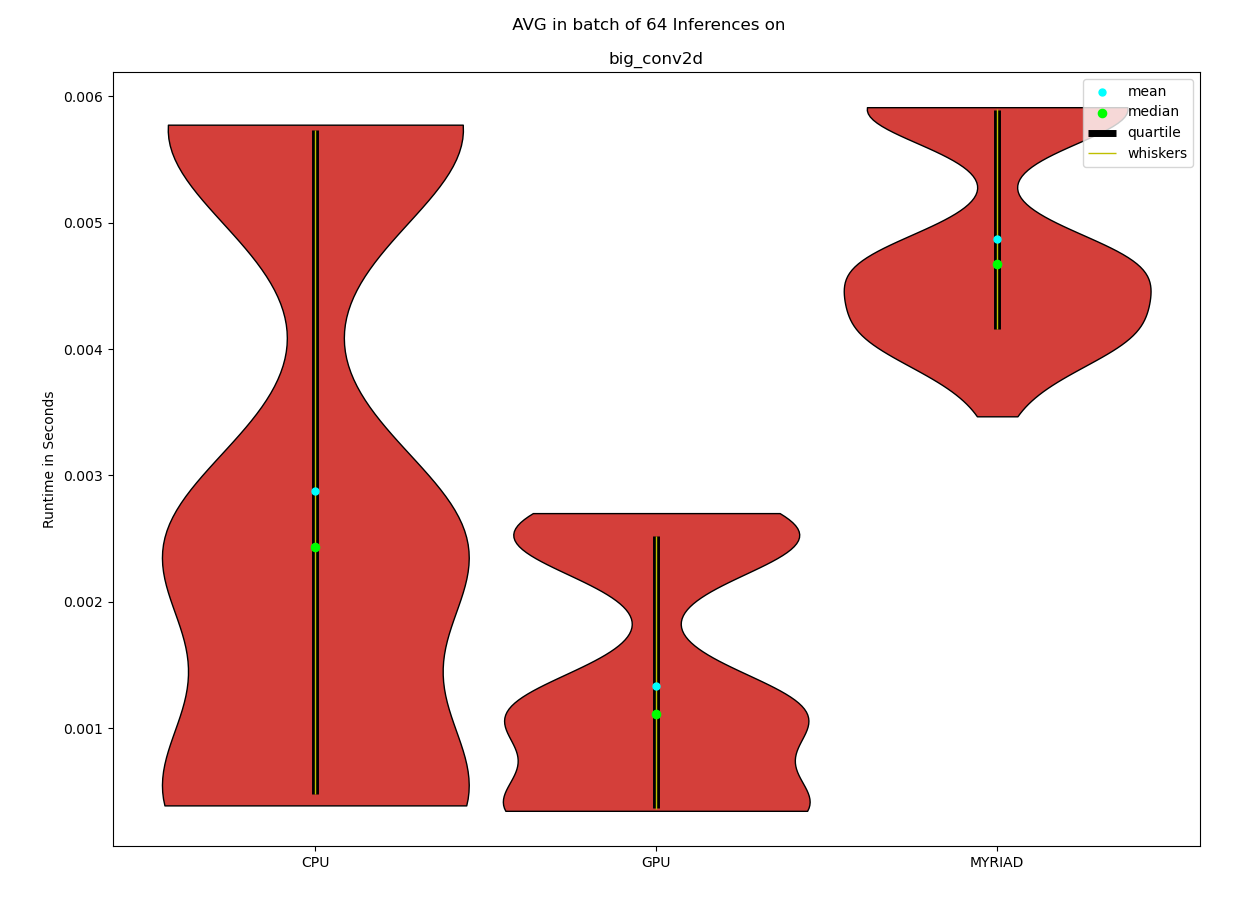 AVG in batch of 64 Inferences on
big_conv2d
0.006
0.005
0.004
0.003
0.002
0.001
Runtime in Seconds
mean
median
quartile
whiskers
CPU
GPU
MYRIAD